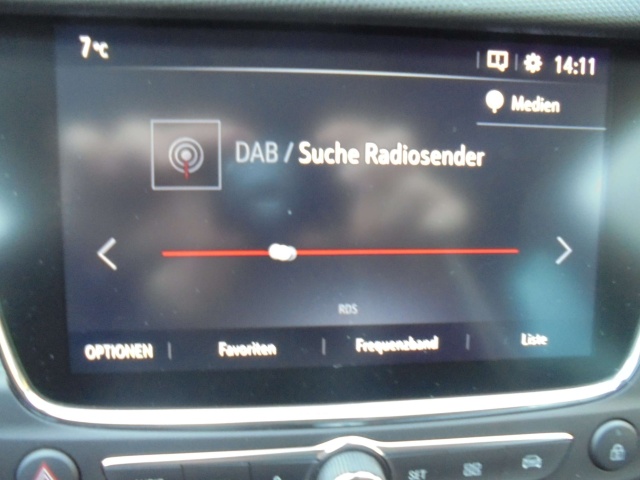 7°C
14:11
Medien
DAB / Suche Radiosender
RDS
OPTIONEN
Favoriten
Frequenzband
Liste
SET